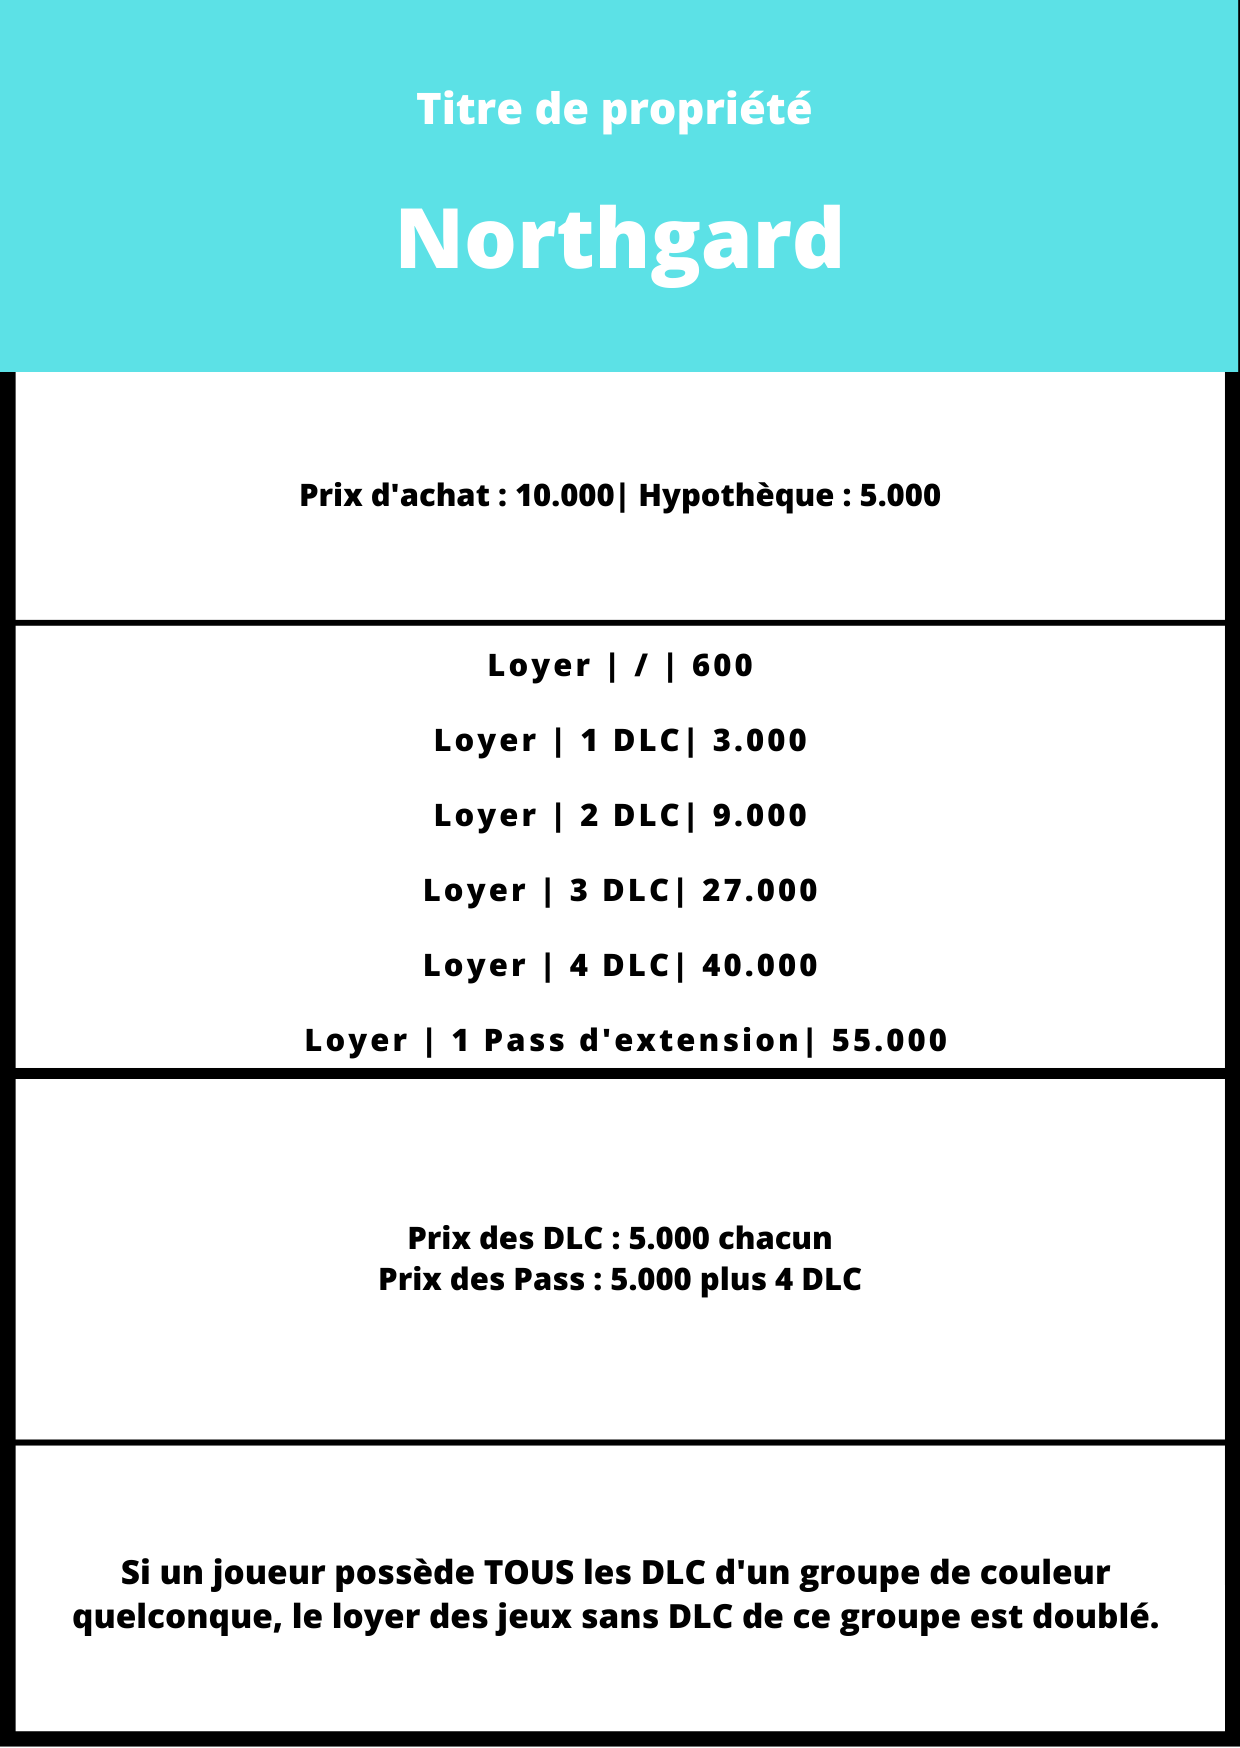 Titre de propriété
Northgard
Prix d'achat : 10.000| Hypothèque : 5.000
Loyer | / | 600
Loyer | 1 DLC| 3.000
Loyer | 2 DLC| 9.000
Loyer | 3 DLC| 27.000
Loyer | 4 DLC| 40.000
Loyer | 1 Pass d'extension| 55.000
Prix des DLC : 5.000 chacun
Prix des Pass : 5.000 plus 4 DLC
Si un joueur possède TOUS les DLC d'un groupe de couleur
quelconque, le loyer des jeux sans DLC de ce groupe est doublé.